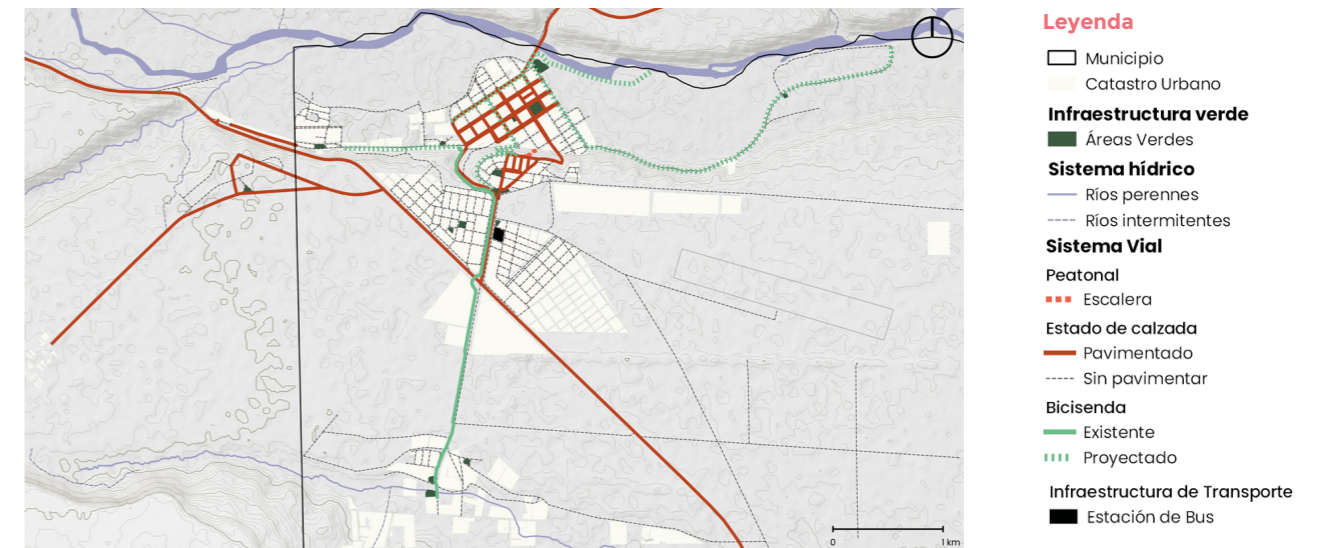 Leyenda
Municipio
Catastro Urbano
Infraestructura verde
Áreas Verdes
Sistema hídrico
Ríos perennes
Ríos intermitentes
Sistema Vial
Peatonal
Escalera
Estado de calzada
Pavimentado
Sin pavimentar
Bicisenda
Existente
Proyectado
Infraestructura de Transporte
Estación de Bus
0 1 km